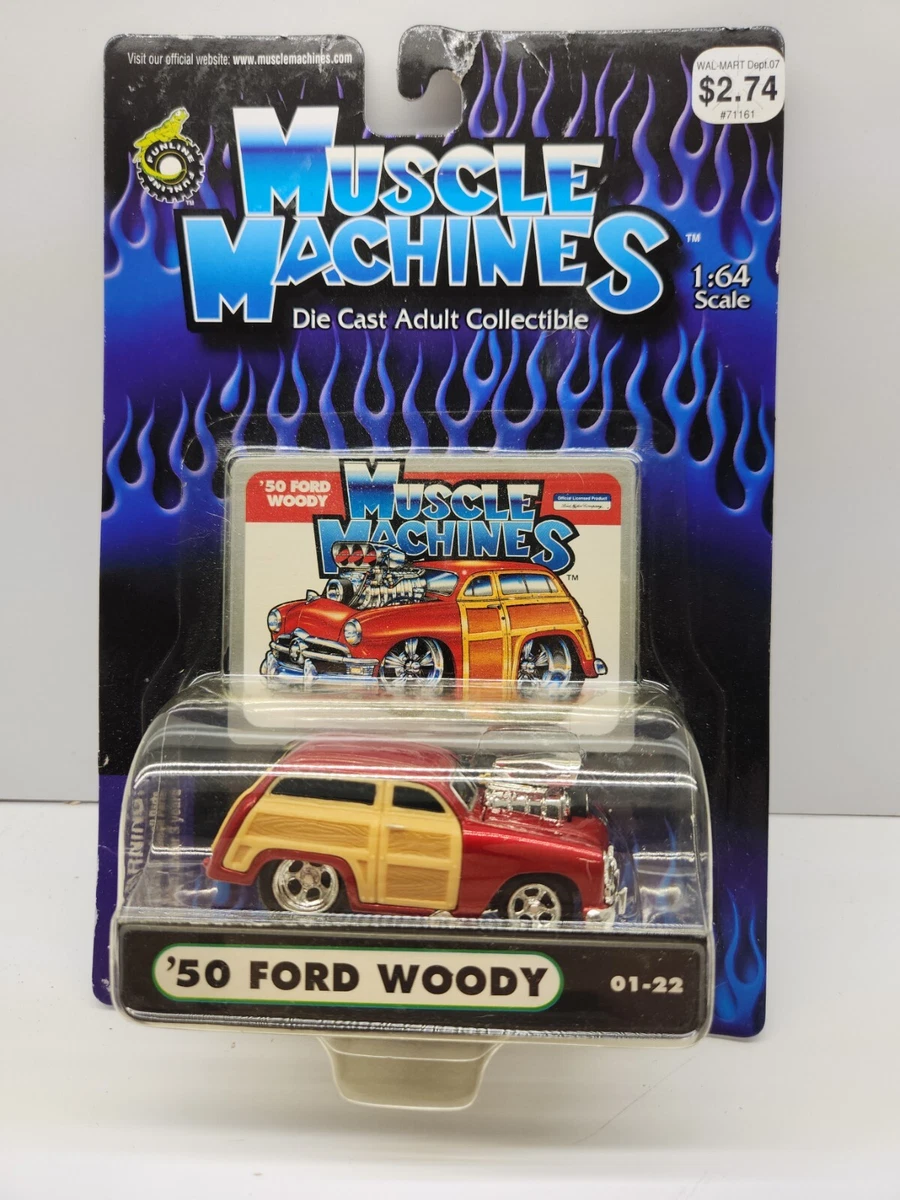 Visit our official website: www.musclemachines.com
WAL-MART Dept.07
$2.74
#71161
FUNLINE
FUNLINE
TM
MUSCLE
MACHINES
TM
1:64
Scale
Die Cast Adult Collectible
'50 FORD
WOODY
MUSCLE
MACHINES
TM
Official Licensed Product
'50 FORD WOODY
01-22